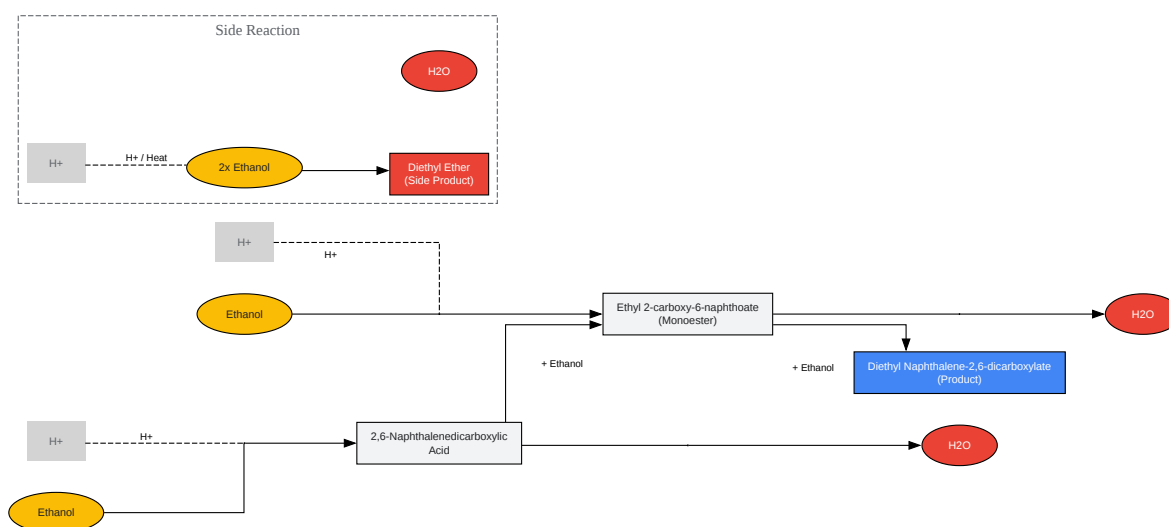 Side Reaction
H2O
H+
H+ / Heat
2x Ethanol
Diethyl Ether
(Side Product)
H+
H+
Ethanol
Ethyl 2-carboxy-6-naphthoate
(Monoester)
H2O
+ Ethanol
+ Ethanol
Diethyl Naphthalene-2,6-dicarboxylate
(Product)
H+
H+
2,6-Naphthalenedicarboxylic
Acid
H2O
Ethanol